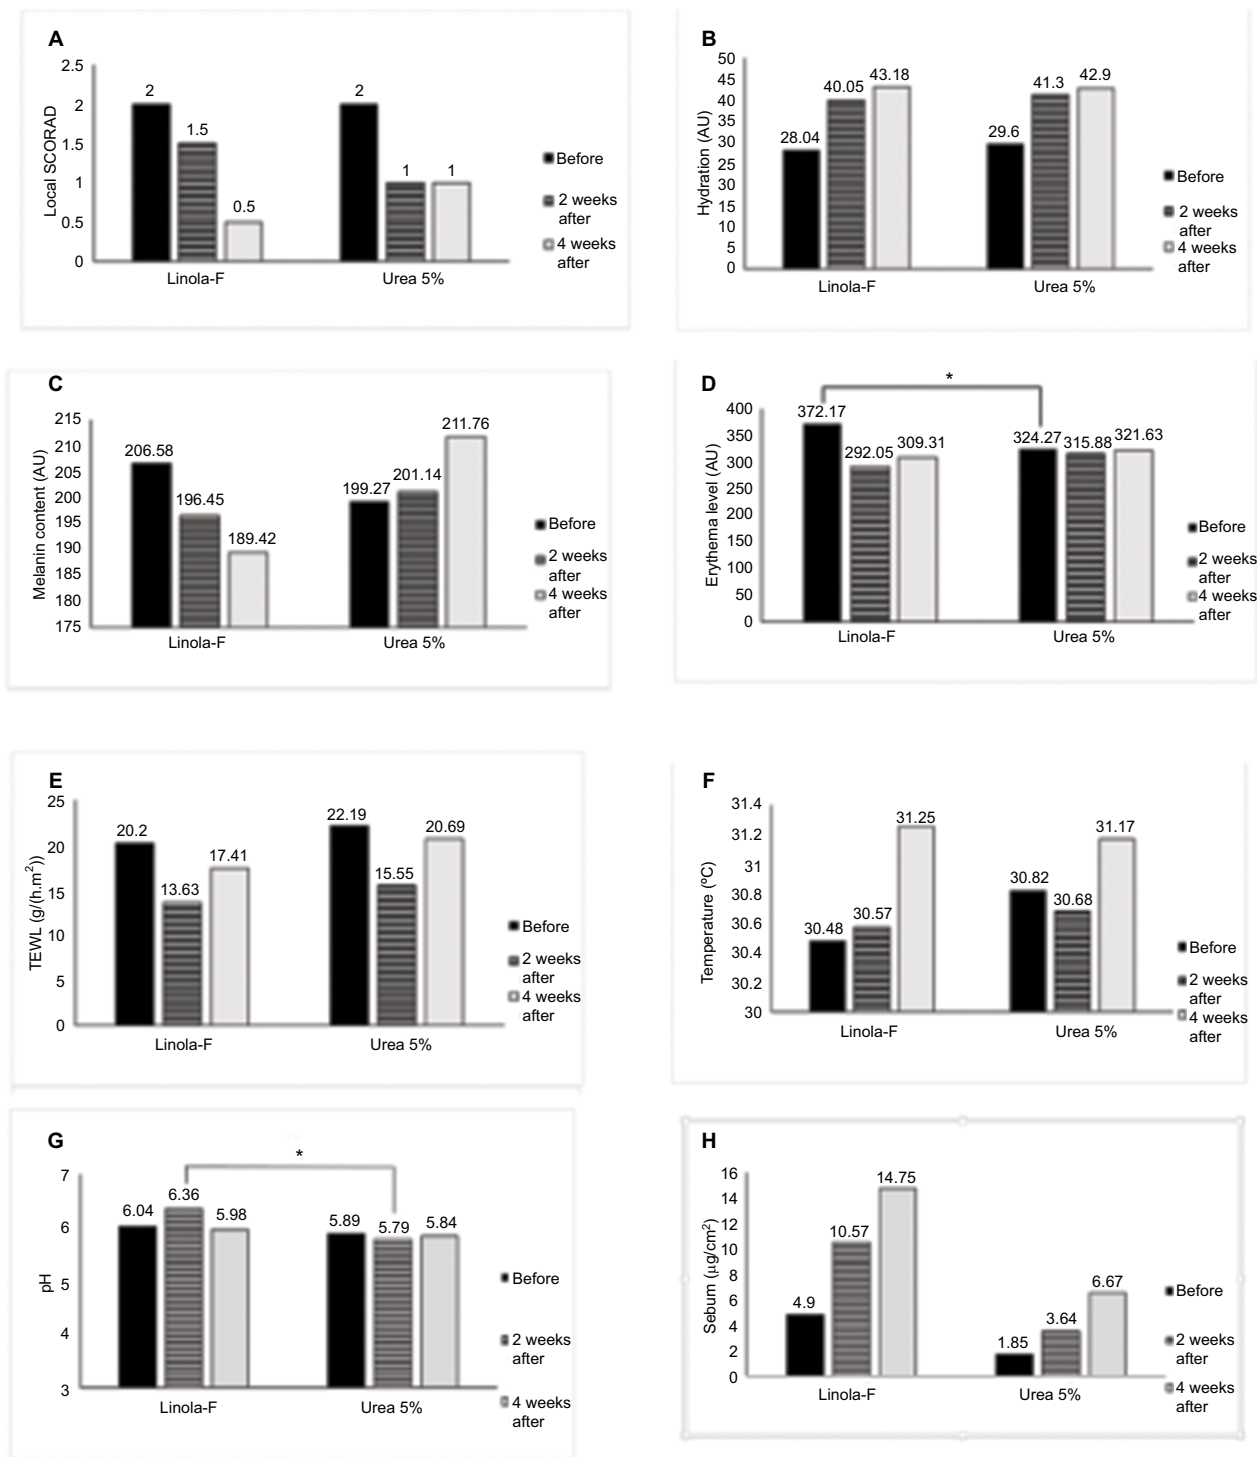 A
Local SCORAD
2.5
2
1.5
1
0.5
0
2
1.5
0.5
2
1
1
Linola-F
Urea 5%
Before
2 weeks
after
4 weeks
after
B
Hydration (AU)
50
45
40
35
30
25
30
15
10
5
0
28.04
40.05
43.18
29.6
41.3
42.9
Linola-F
Urea 5%
Before
2 weeks
after
4 weeks
after
C
Melanin content (AU)
215
210
205
200
195
190
185
180
175
206.58
196.45
189.42
199.27
201.14
211.76
Linola-F
Urea 5%
Before
2 weeks
after
4 weeks
after
D
Erythema level (AU)
400
350
300
250
200
150
100
50
0
*
372.17
292.05
309.31
324.27
315.88
321.63
Linola-F
Urea 5%
Before
2 weeks
after
4 weeks
after
E
TEWL (g/(h.m²))
25
20
15
10
5
0
20.2
13.63
17.41
22.19
15.55
20.69
Linola-F
Urea 5%
Before
2 weeks
after
4 weeks
after
F
Temperature (ºC)
31.4
31.2
31
30.8
30.6
30.4
30.2
30
30.48
30.57
31.25
30.82
30.68
31.17
Linola-F
Urea 5%
Before
2 weeks
after
4 weeks
after
G
pH
7
6
5
4
3
*
6.04
6.36
5.98
5.89
5.79
5.84
Linola-F
Urea 5%
Before
2 weeks
after
4 weeks
after
H
Sebum (µg/cm²)
16
14
12
10
8
6
4
2
0
4.9
10.57
14.75
1.85
3.64
6.67
Linola-F
Urea 5%
Before
2 weeks
after
4 weeks
after